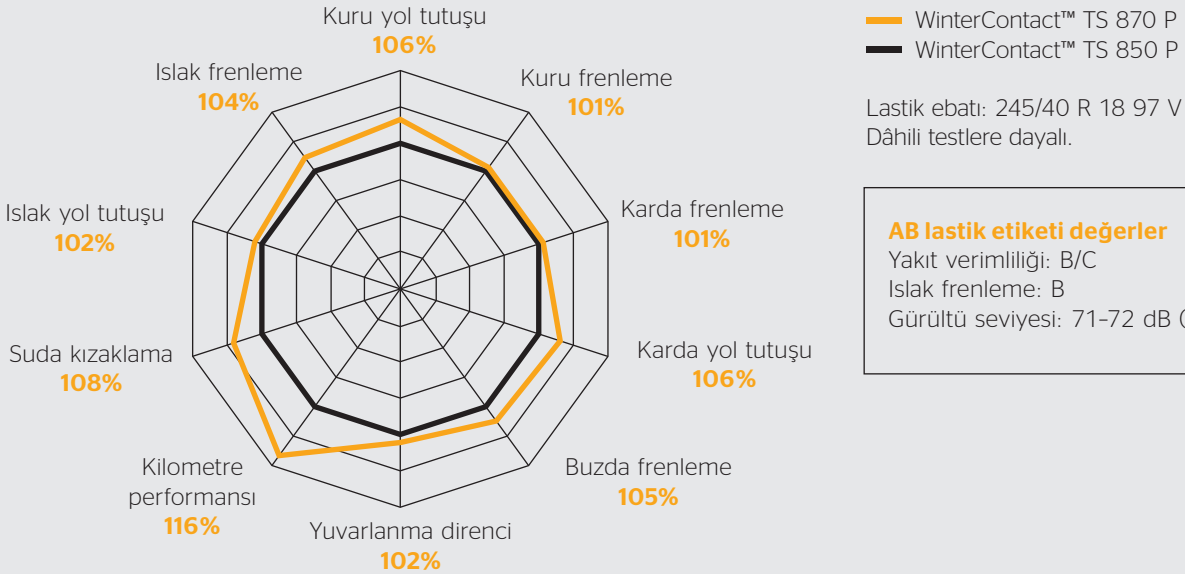 Kuru yol tutuşu
106%
Kuru frenleme
101%
Karda frenleme
101%
Karda yol tutuşu
106%
Buzda frenleme
105%
Yuvarlanma direnci
102%
Kilometre
performansı
116%
Suda kızaklama
108%
Islak yol tutuşu
102%
Islak frenleme
104%
WinterContact™ TS 870 P
WinterContact™ TS 850 P
Lastik ebatı: 245/40 R 18 97 V
Dâhili testlere dayalı.
AB lastik etiketi değerler
Yakıt verimliliği: B/C
Islak frenleme: B
Gürültü seviyesi: 71-72 dB (